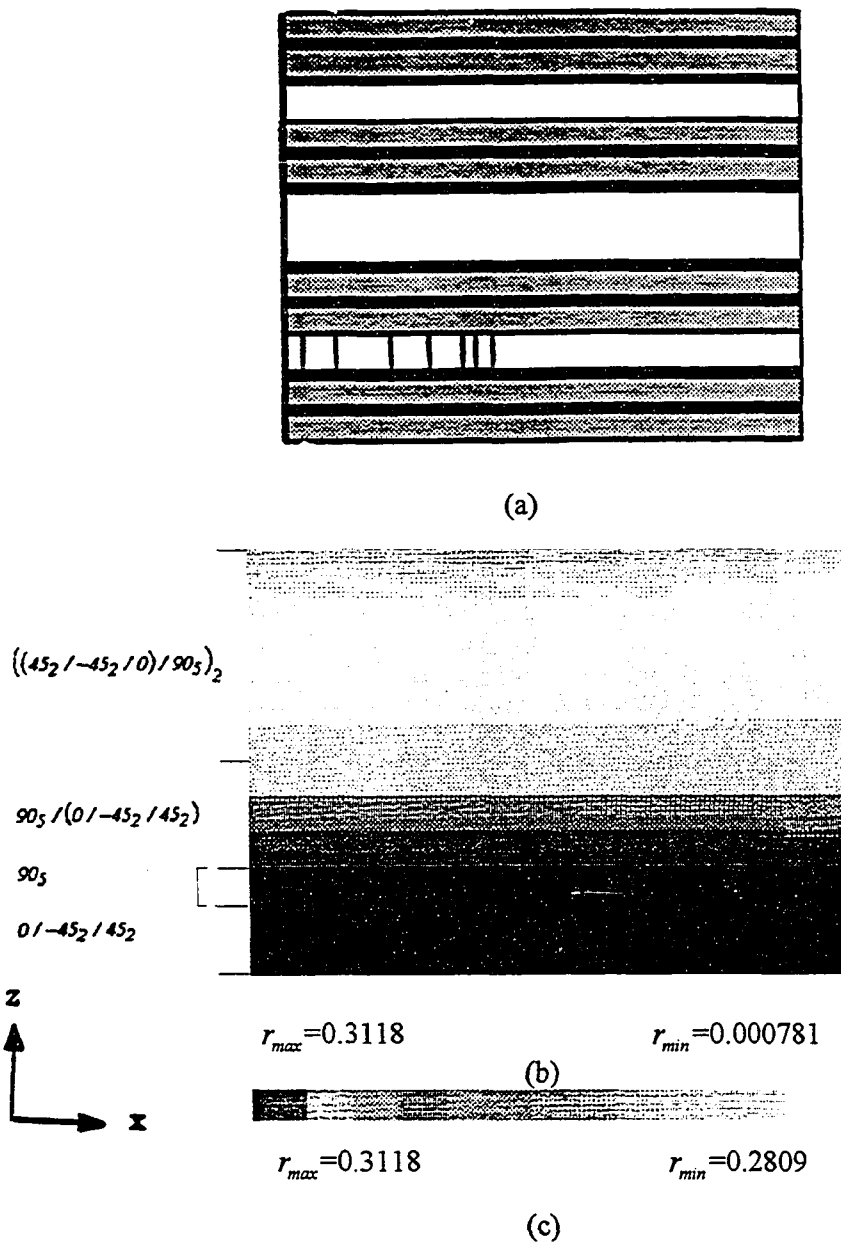 (a)
((45₂/-45₂/0)/90₅)₂
90₅/(0/-45₂/45₂)
90₅
0/-45₂/45₂
z
x
r_max=0.3118 r_min=0.000781
(b)
r_max=0.3118 r_min=0.2809
(c)